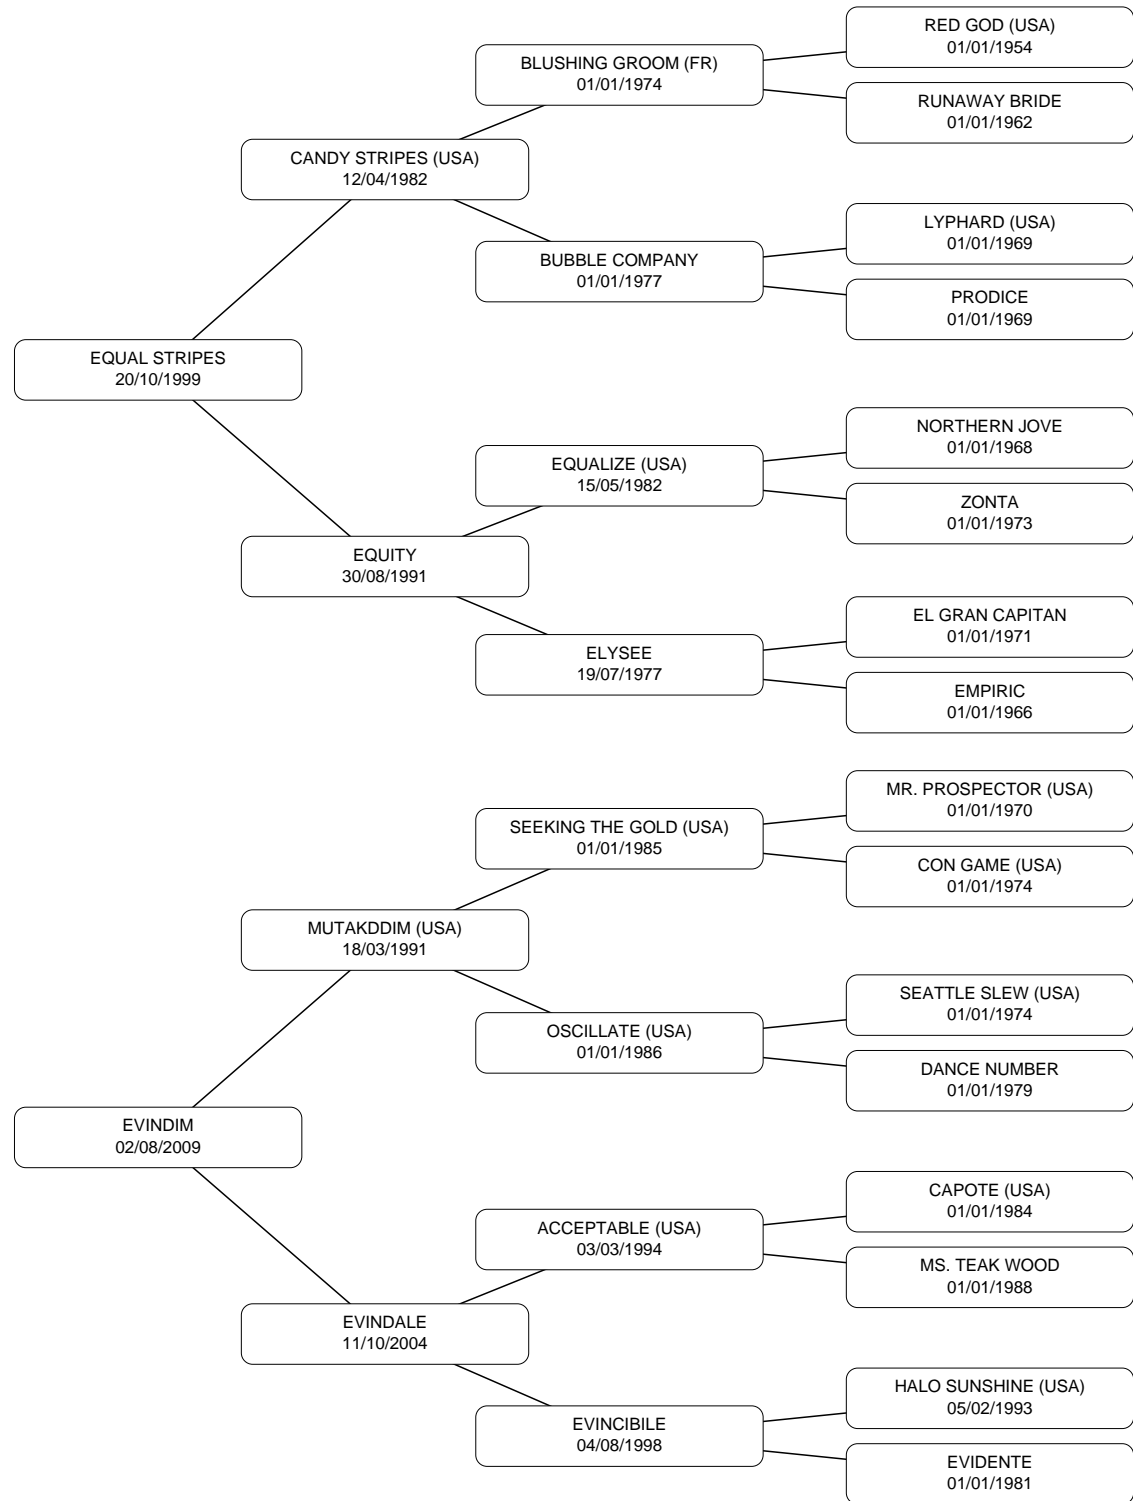 RED GOD (USA)
01/01/1954
BLUSHING GROOM (FR)
01/01/1974
RUNAWAY BRIDE
01/01/1962
CANDY STRIPES (USA)
12/04/1982
LYPHARD (USA)
01/01/1969
BUBBLE COMPANY
01/01/1977
PRODICE
01/01/1969
EQUAL STRIPES
20/10/1999
NORTHERN JOVE
01/01/1968
EQUALIZE (USA)
15/05/1982
ZONTA
01/01/1973
EQUITY
30/08/1991
EL GRAN CAPITAN
01/01/1971
ELYSEE
19/07/1977
EMPIRIC
01/01/1966
MR. PROSPECTOR (USA)
01/01/1970
SEEKING THE GOLD (USA)
01/01/1985
CON GAME (USA)
01/01/1974
MUTAKDDIM (USA)
18/03/1991
SEATTLE SLEW (USA)
01/01/1974
OSCILLATE (USA)
01/01/1986
DANCE NUMBER
01/01/1979
EVINDIM
02/08/2009
CAPOTE (USA)
01/01/1984
ACCEPTABLE (USA)
03/03/1994
MS. TEAK WOOD
01/01/1988
EVINDALE
11/10/2004
HALO SUNSHINE (USA)
05/02/1993
EVINCIBILE
04/08/1998
EVIDENTE
01/01/1981